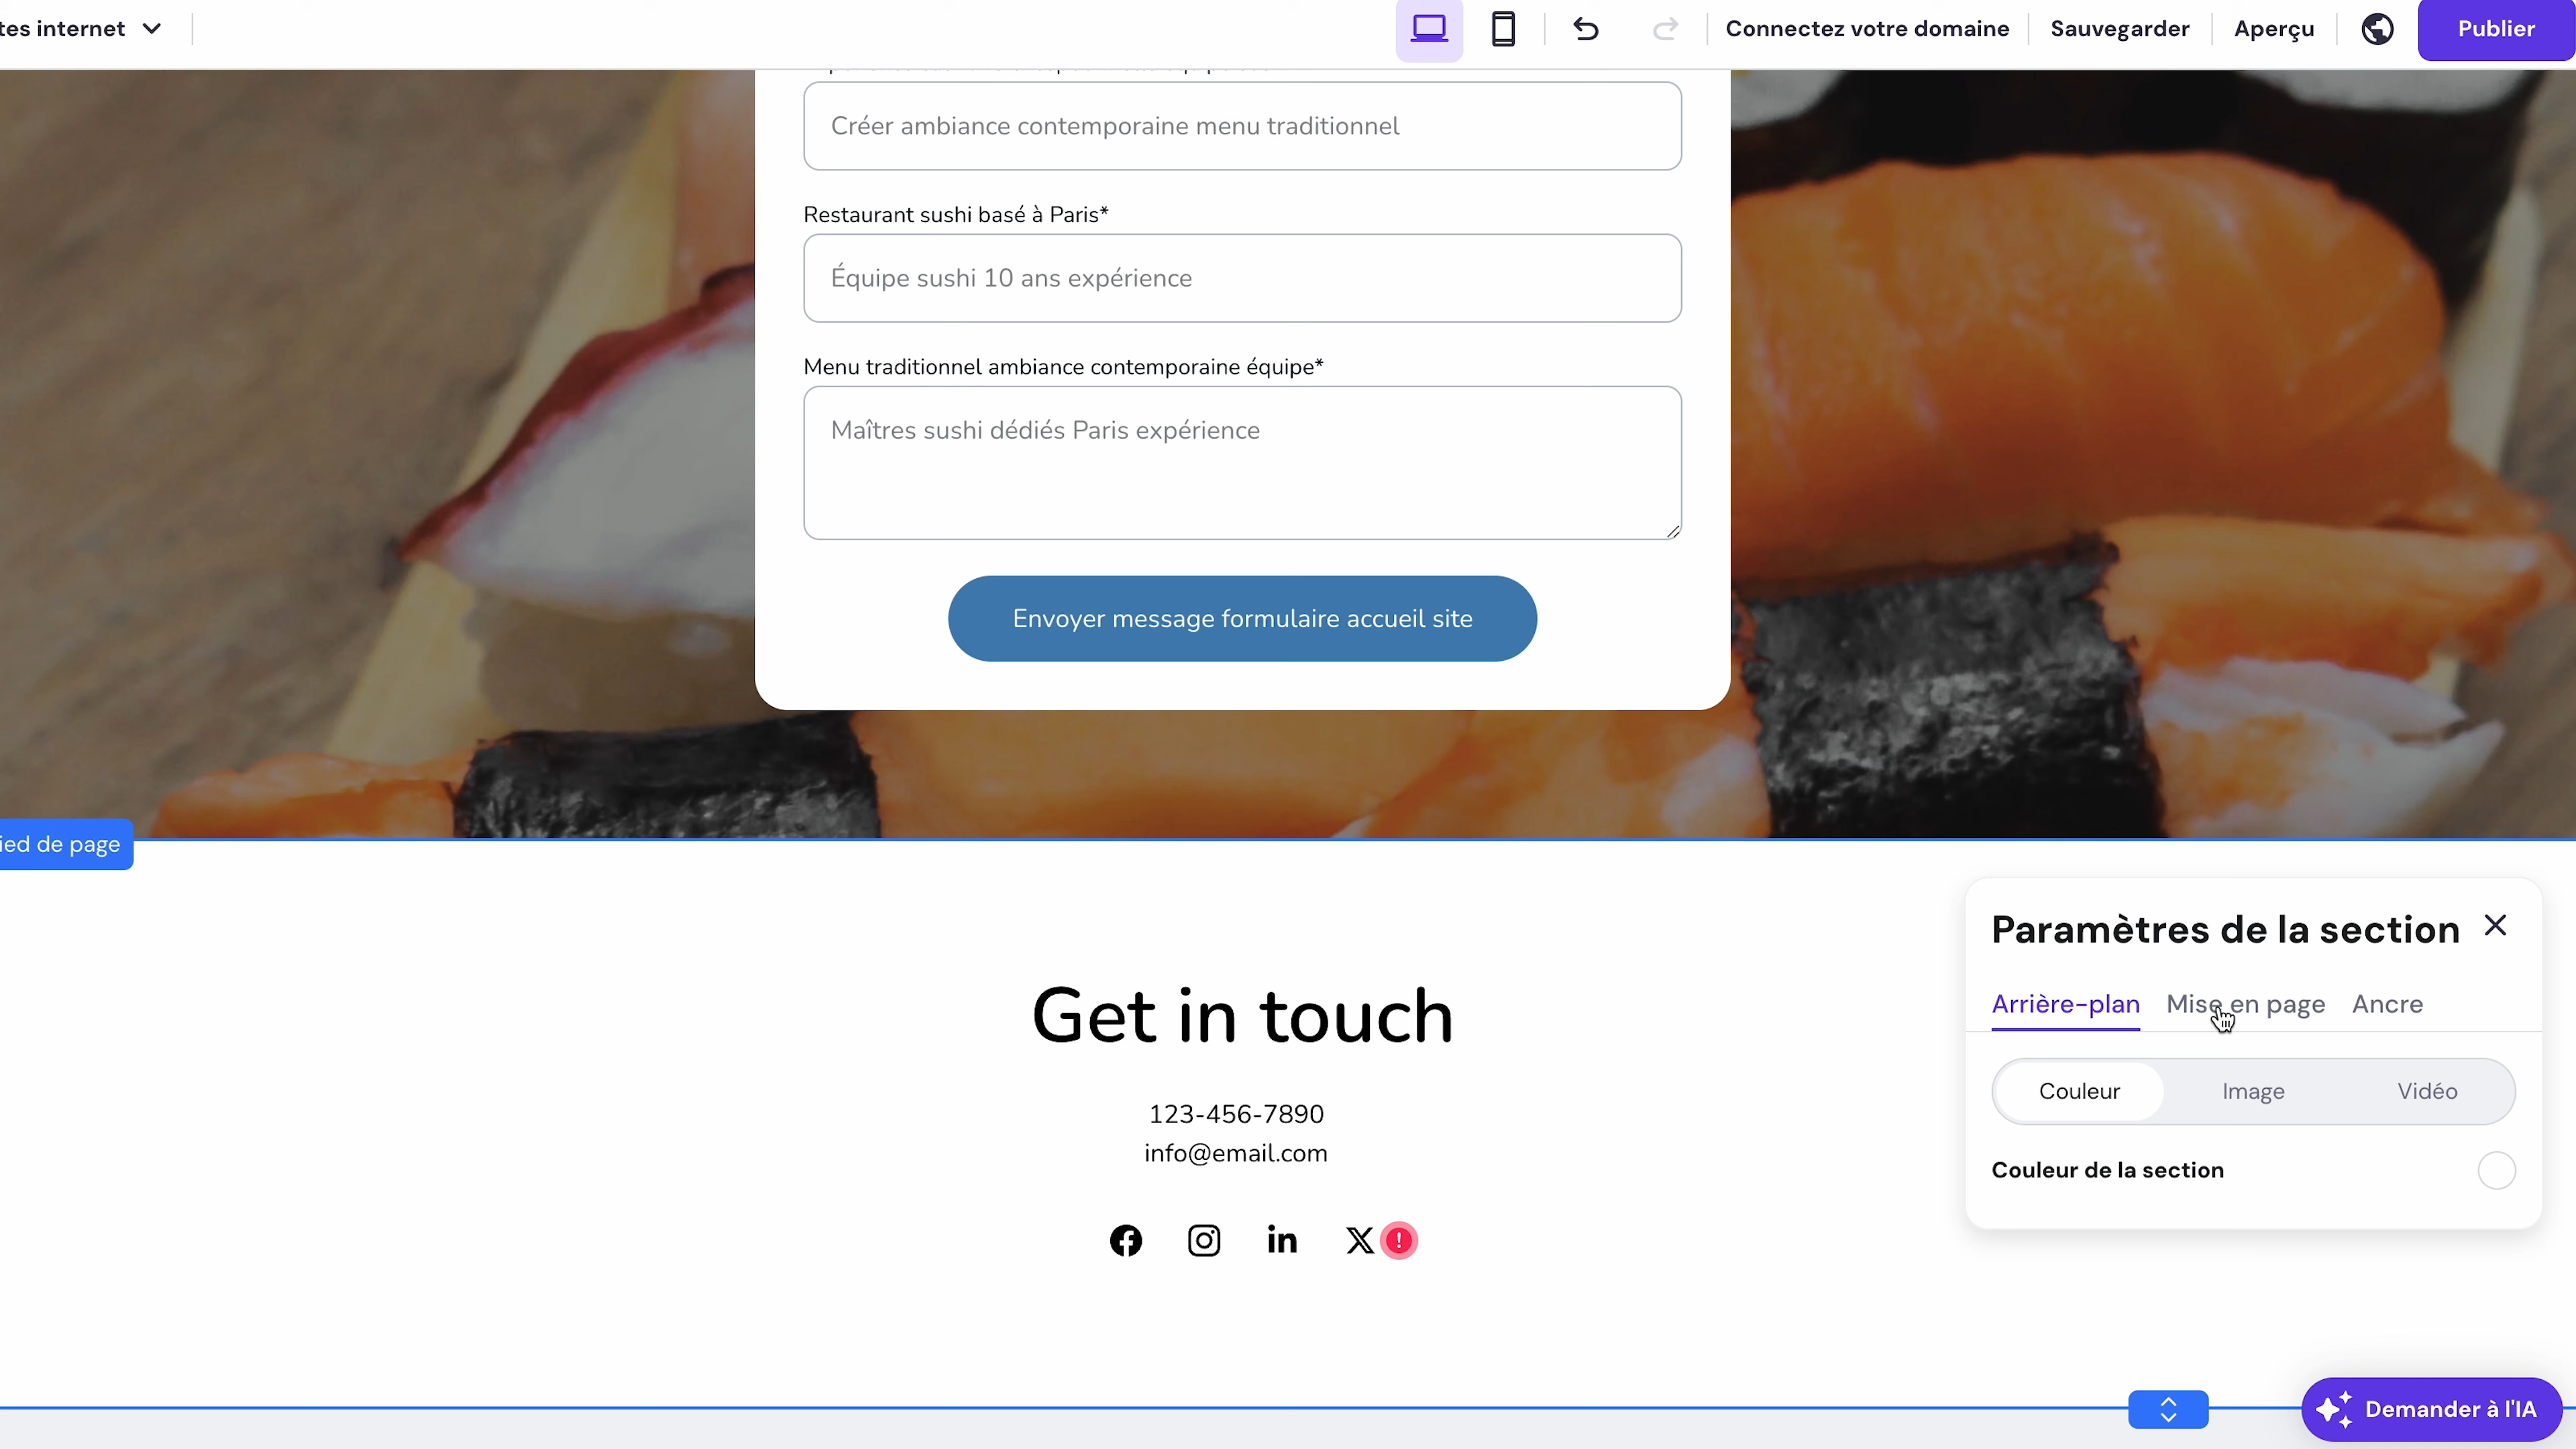 tes internet
Connectez votre domaine
Sauvegarder
Aperçu
Publier
Créer ambiance contemporaine menu traditionnel
Restaurant sushi basé à Paris*
Équipe sushi 10 ans expérience
Menu traditionnel ambiance contemporaine équipe*
Maîtres sushi dédiés Paris expérience
Envoyer message formulaire accueil site
ied de page
Paramètres de la section
Arrière-plan
Mise en page
Ancre
Couleur
Image
Vidéo
Couleur de la section
Get in touch
123-456-7890
info@email.com
Demander à l'IA